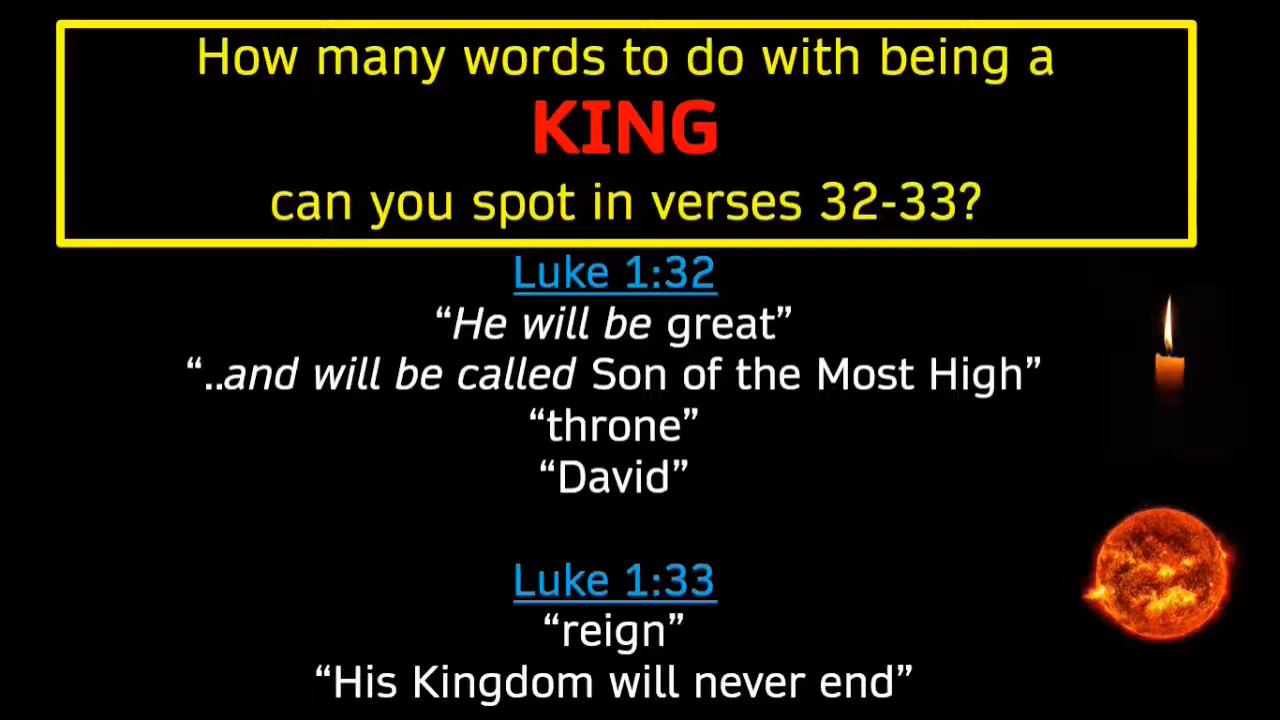 How many words to do with being a
KING
can you spot in verses 32-33?
Luke 1:32
“He will be great”
“..and will be called Son of the Most High”
“throne”
“David”
Luke 1:33
“reign”
“His Kingdom will never end”